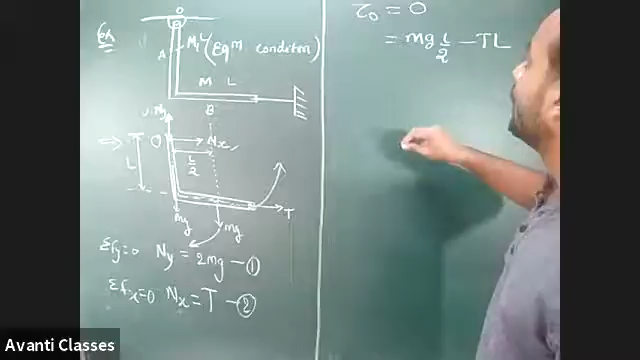 Ex
O
A
M, L (Eqm conditon)
M L
B
Ny
O
Nx
L
L/2
T
mg
mg
Σfy=0 Ny = 2mg — ①
Σfx=0 Nx = T — ②
τ₀ = 0
= mg L/2 − TL
Avanti Classes